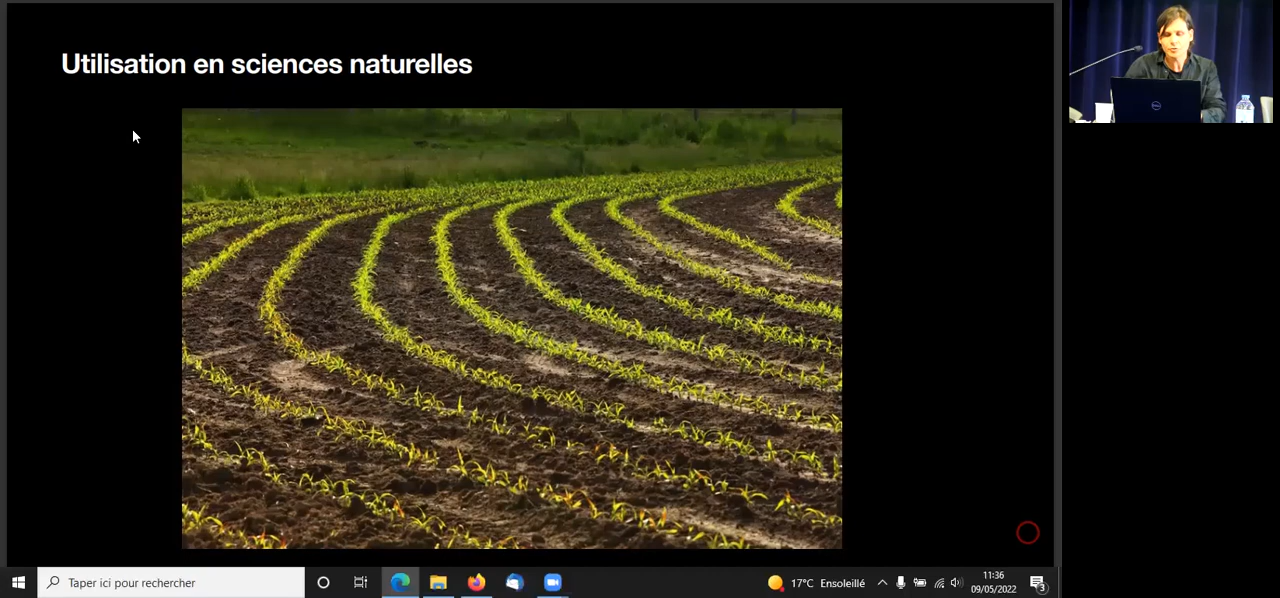 Utilisation en sciences naturelles
Taper ici pour rechercher
17°C Ensoleillé
11:36
09/05/2022
3